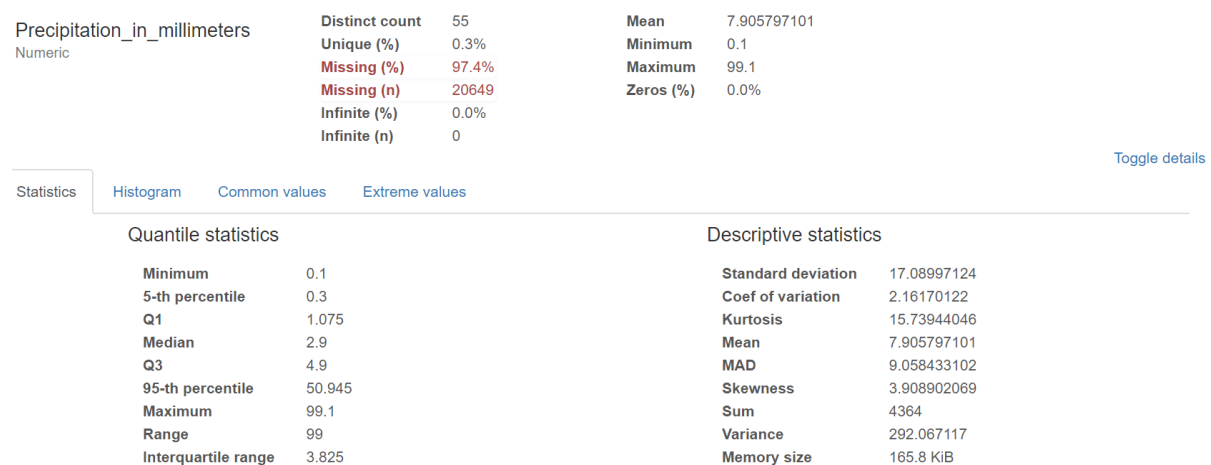 Precipitation_in_millimeters
Numeric
Distinct count 55
Unique (%) 0.3%
Missing (%) 97.4%
Missing (n) 20649
Infinite (%) 0.0%
Infinite (n) 0
Mean 7.905797101
Minimum 0.1
Maximum 99.1
Zeros (%) 0.0%
Toggle details
Statistics Histogram Common values Extreme values
Quantile statistics
Minimum 0.1
5-th percentile 0.3
Q1 1.075
Median 2.9
Q3 4.9
95-th percentile 50.945
Maximum 99.1
Range 99
Interquartile range 3.825
Descriptive statistics
Standard deviation 17.08997124
Coef of variation 2.16170122
Kurtosis 15.73944046
Mean 7.905797101
MAD 9.058433102
Skewness 3.908902069
Sum 4364
Variance 292.067117
Memory size 165.8 KiB